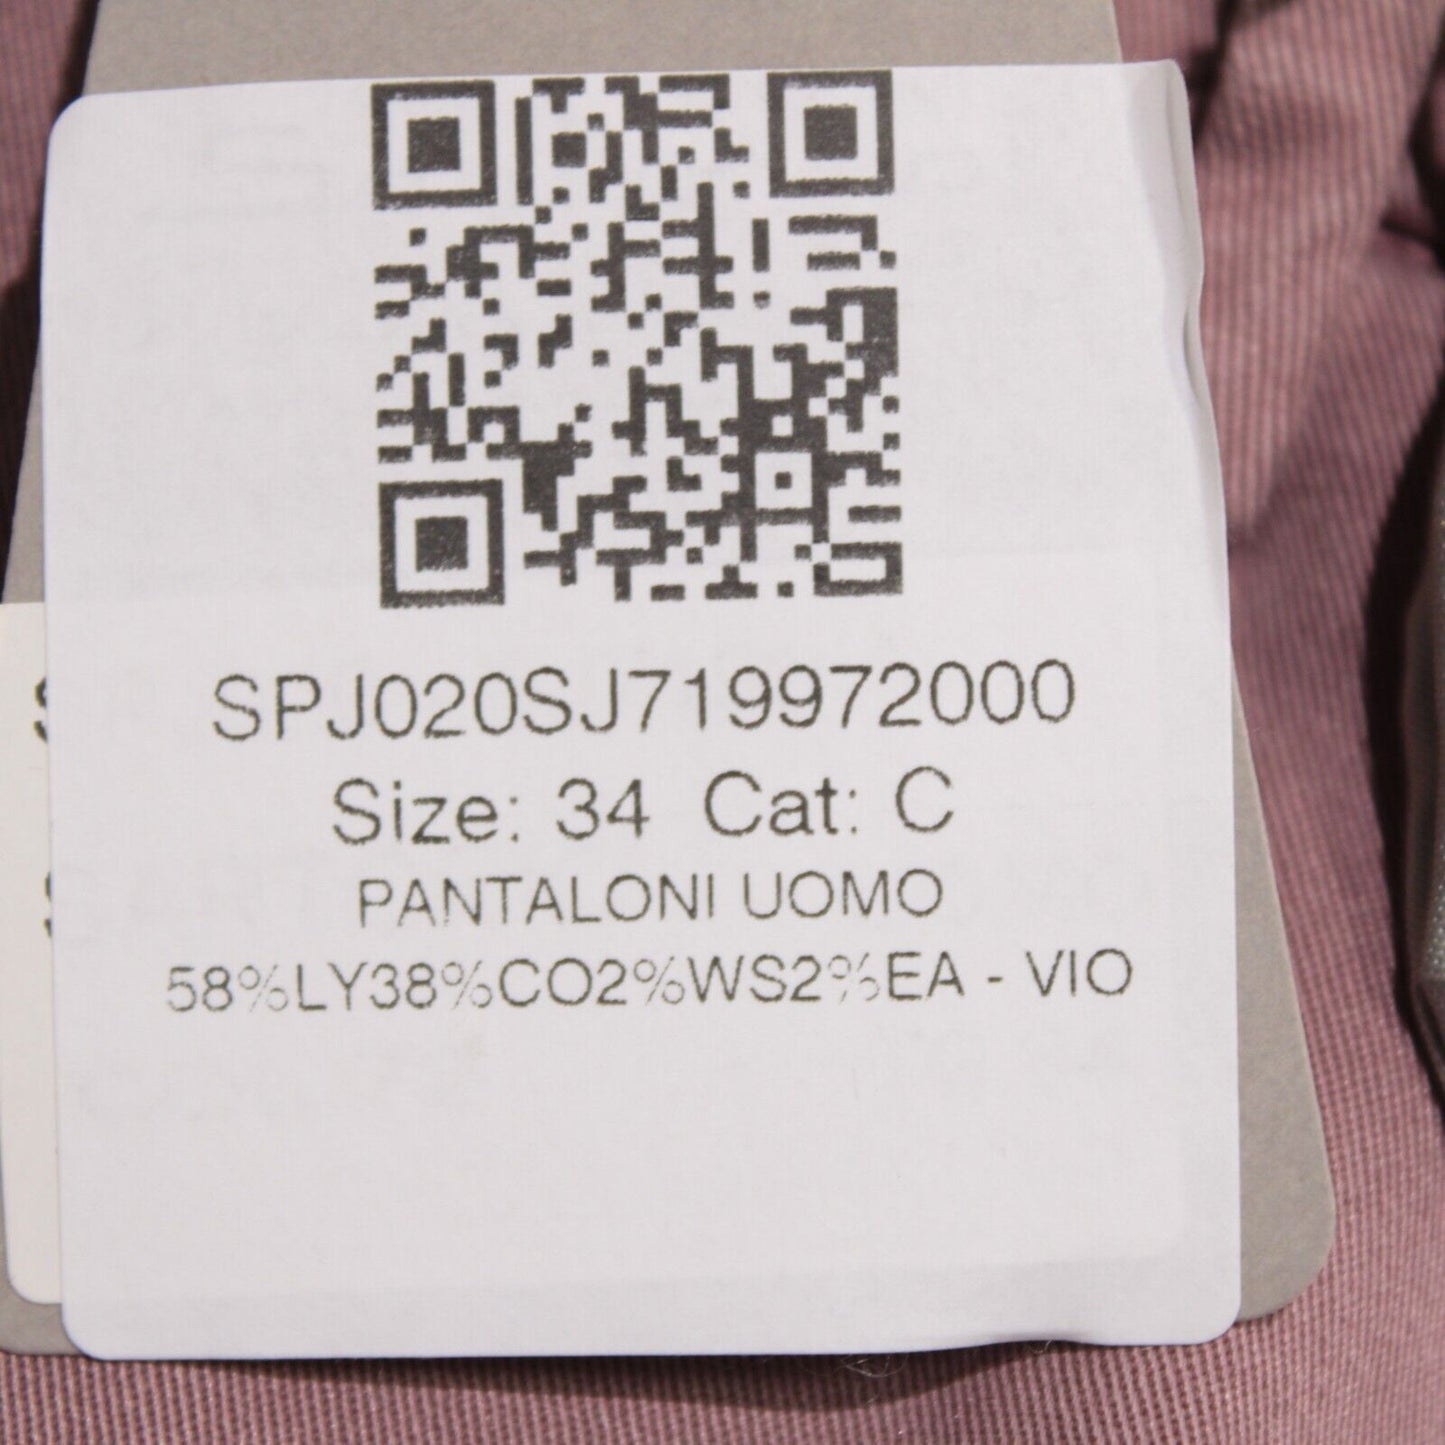 SPJ020SJ719972000
Size: 34 Cat: C
PANTALONI UOMO
58%LY38%CO2%WS2%EA - VIO